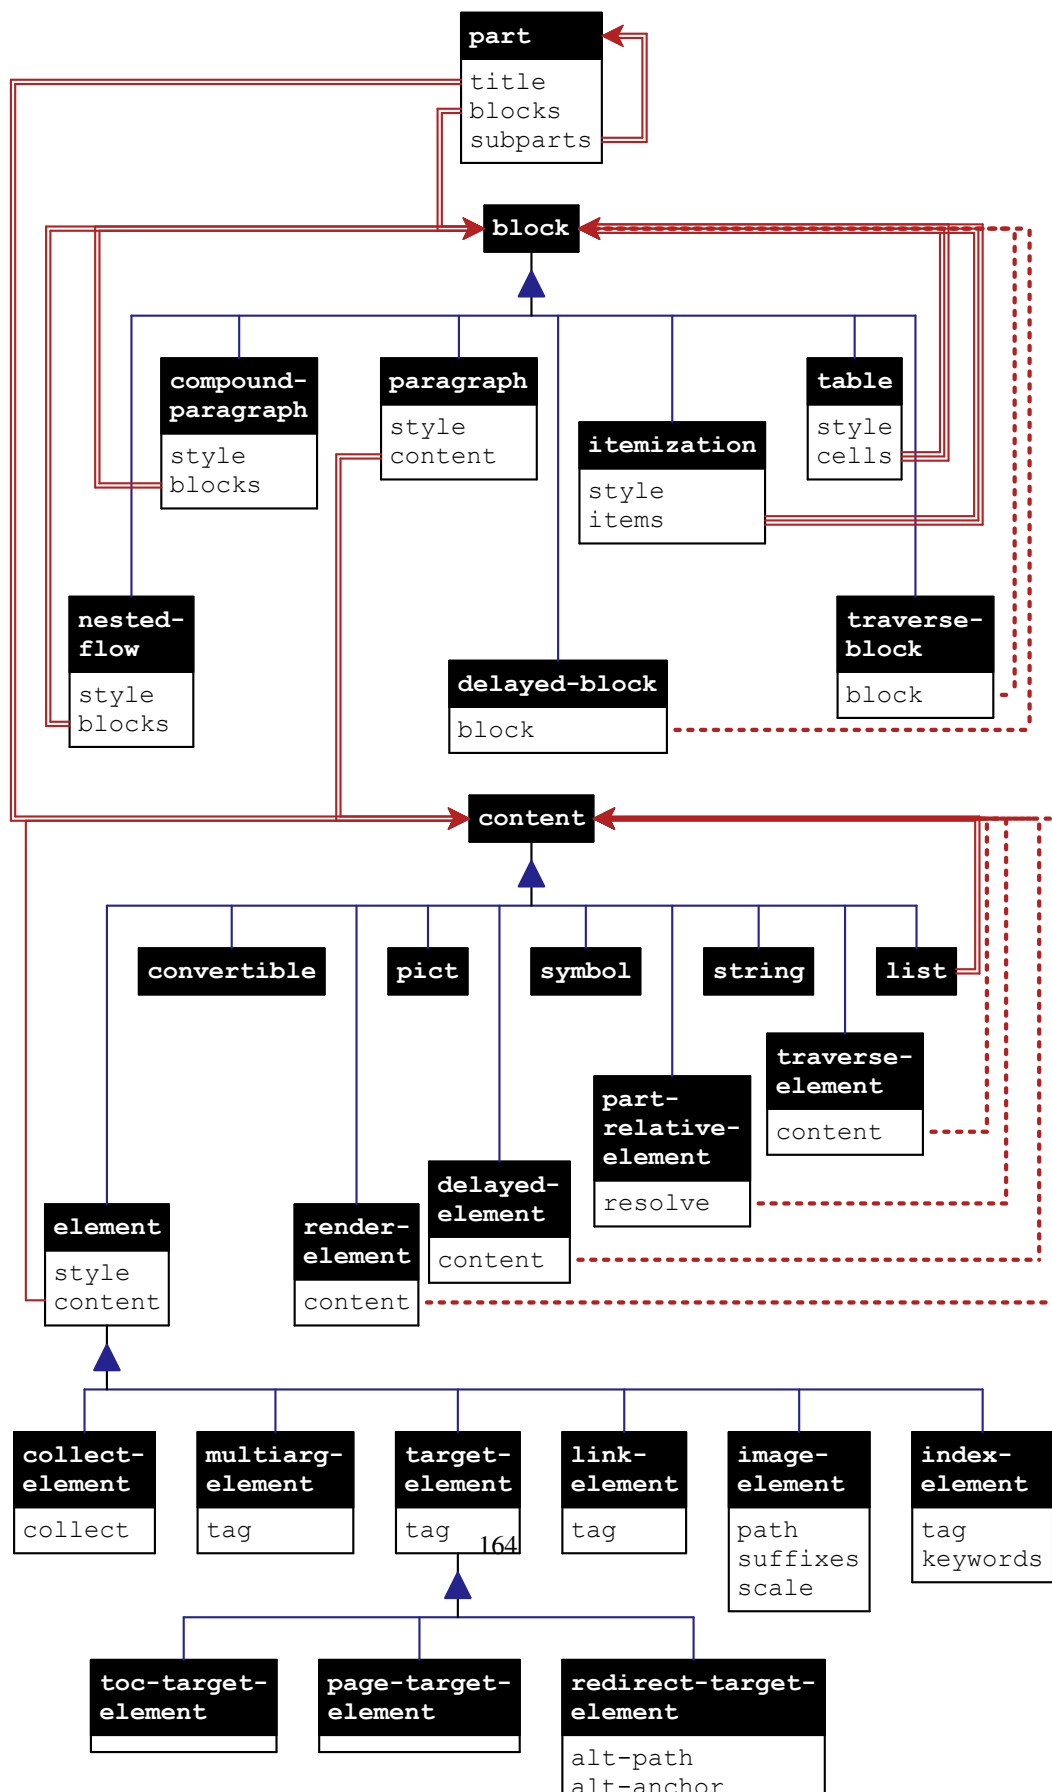 part
title
blocks
subparts
block
compound-
paragraph
style
blocks
paragraph
style
content
itemization
style
items
table
style
cells
nested-
flow
style
blocks
delayed-block
block
traverse-
block
block
content
convertible
pict
symbol
string
list
traverse-
element
content
part-
relative-
element
resolve
delayed-
element
content
element
style
content
render-
element
content
collect-
element
collect
multiarg-
element
tag
target-
element
tag
link-
element
tag
image-
element
path
suffixes
scale
index-
element
tag
keywords
164
toc-target-
element
page-target-
element
redirect-target-
element
alt-path
alt-anchor